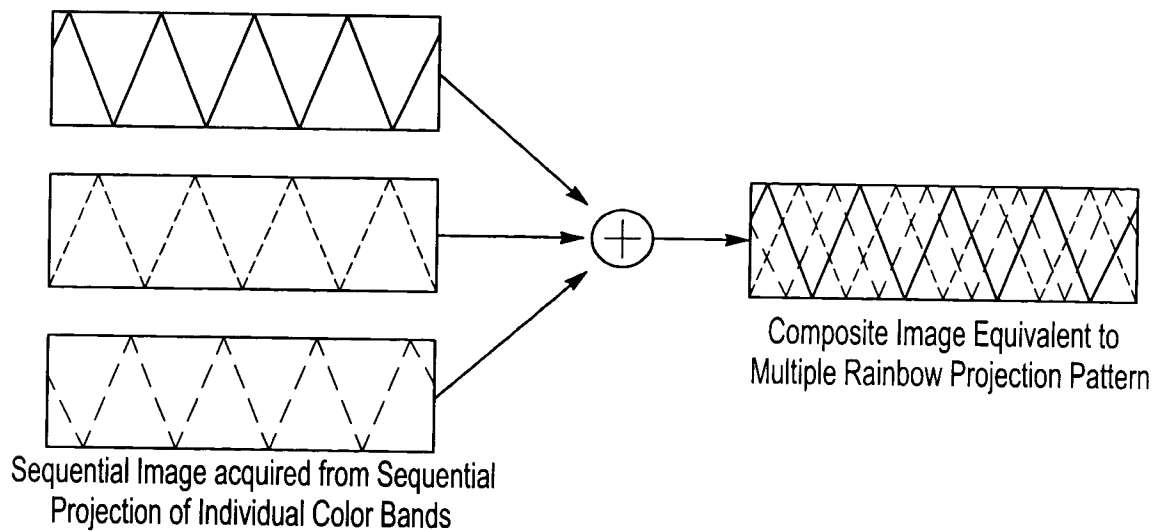 Composite Image Equivalent to
Multiple Rainbow Projection Pattern
Sequential Image acquired from Sequential
Projection of Individual Color Bands